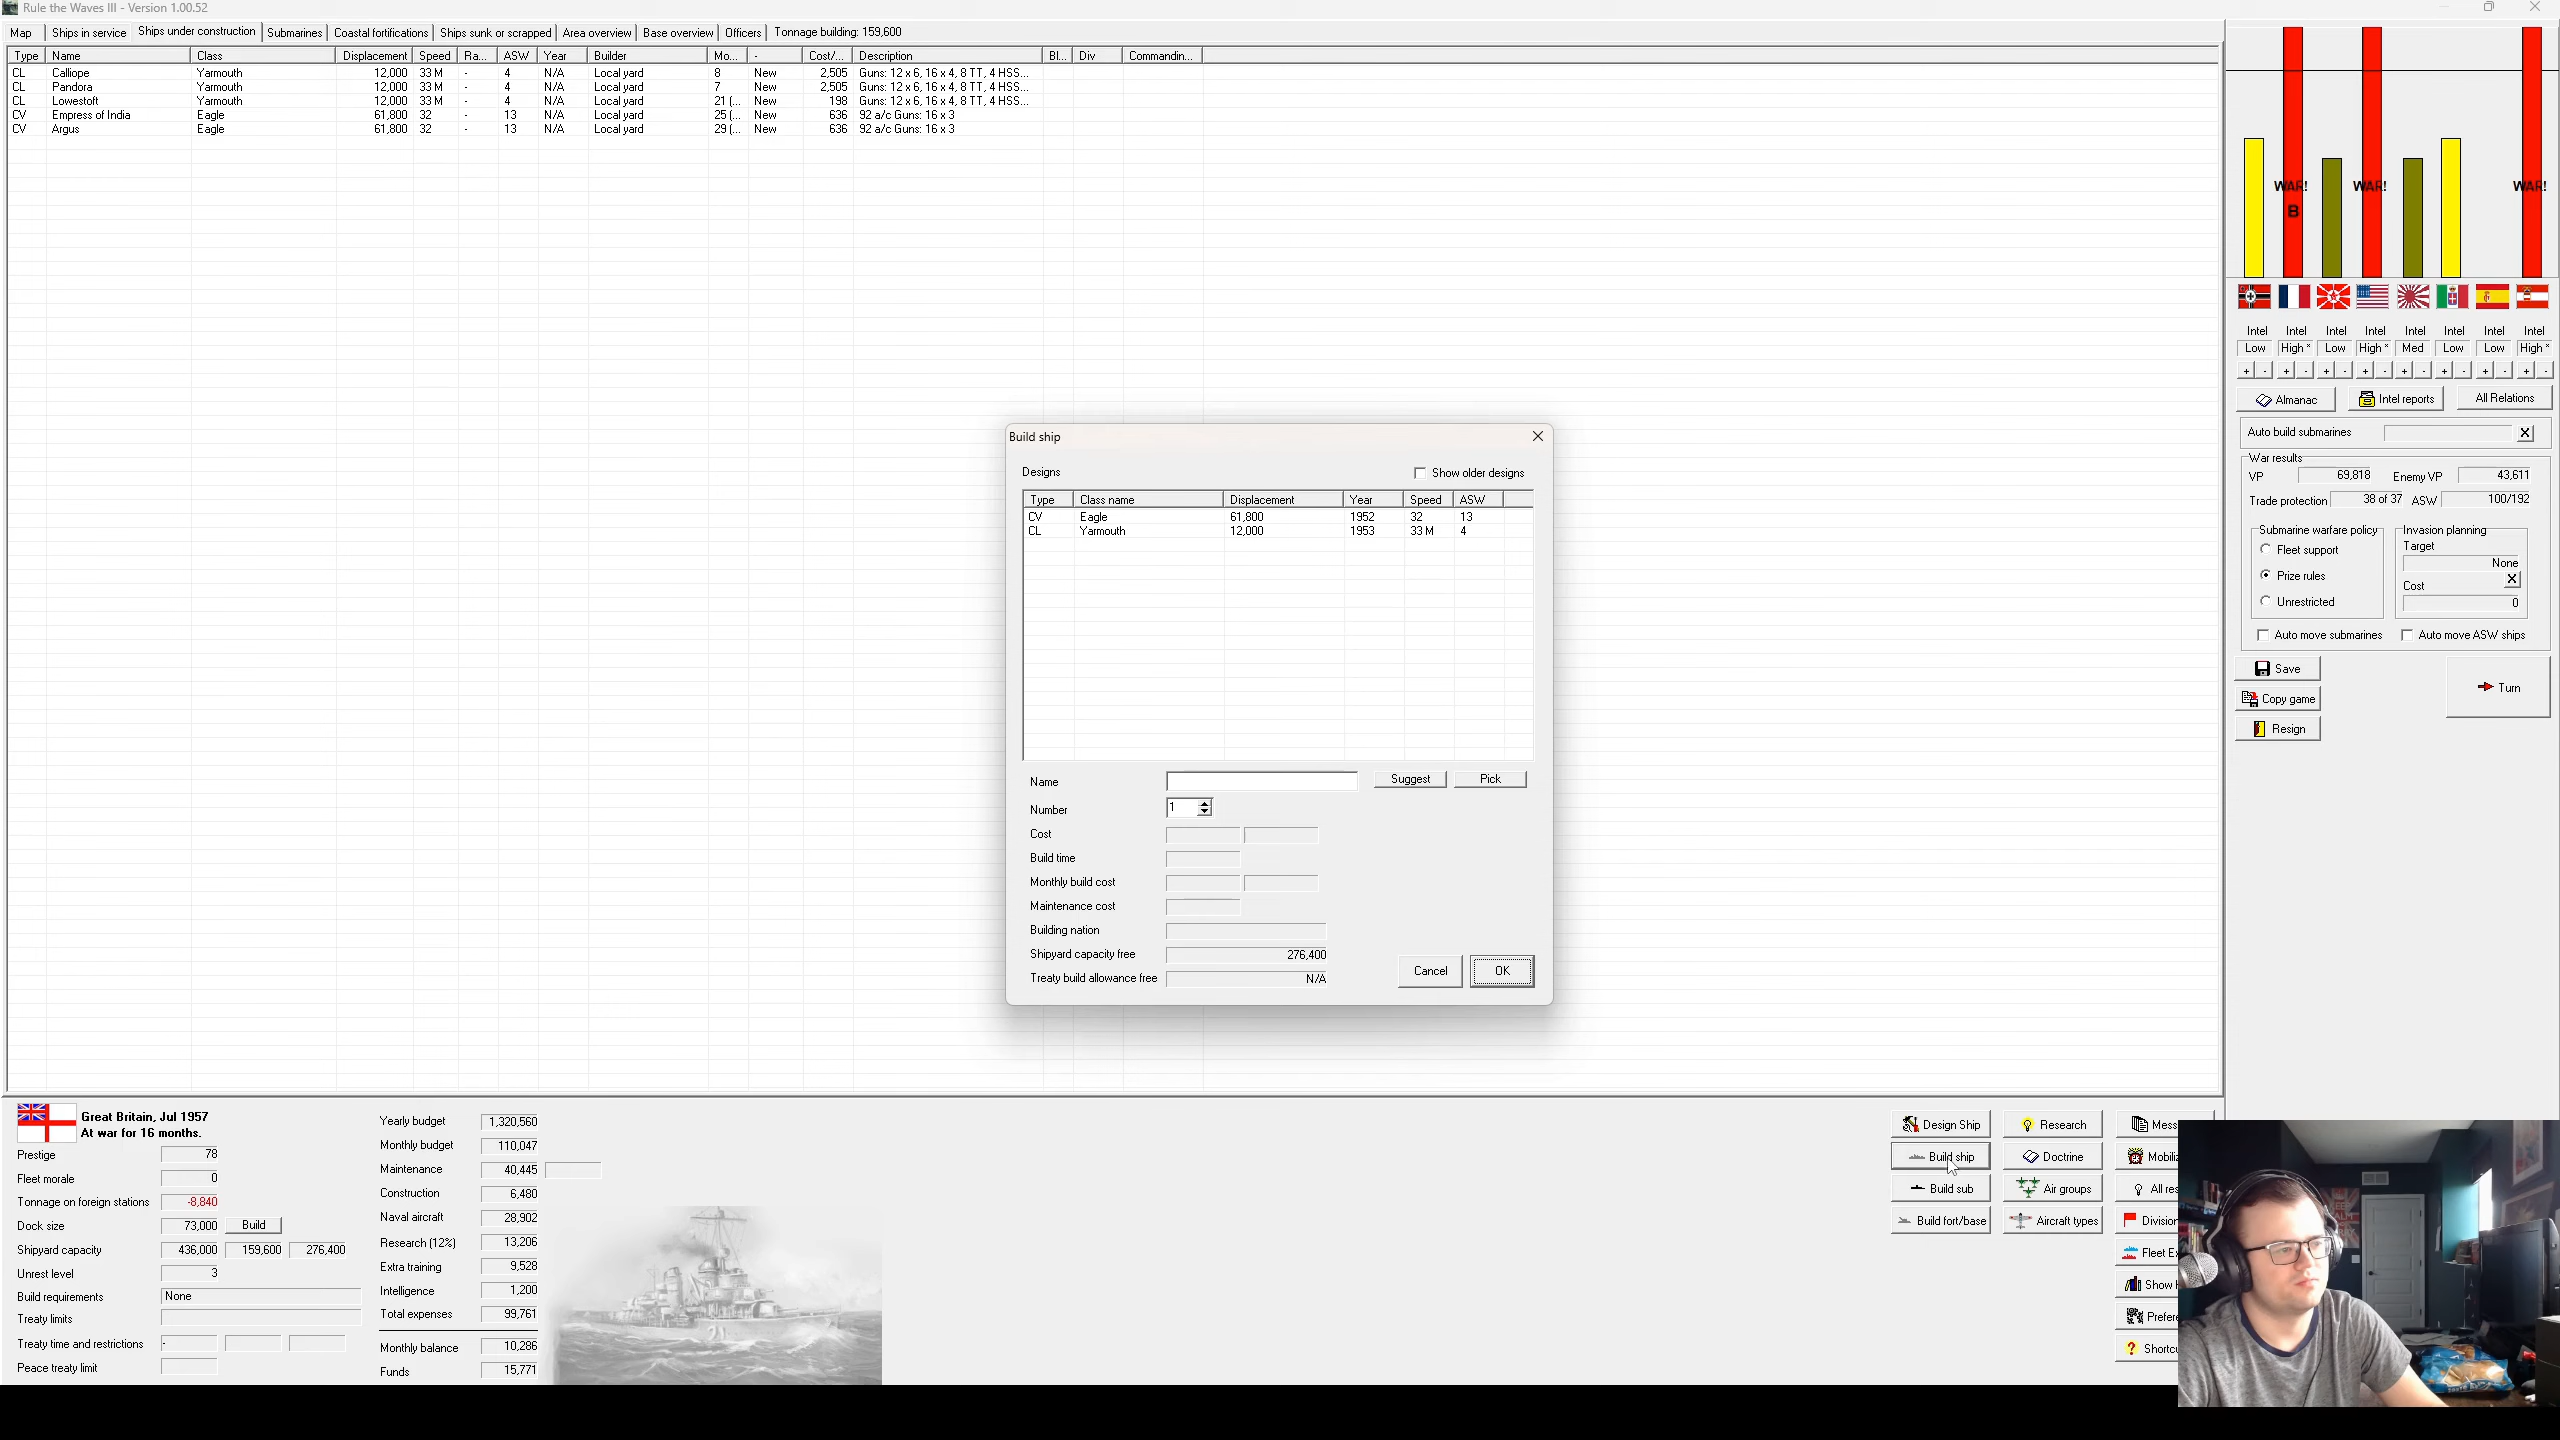 Rule the Waves III - Version 1.00.52
Map Ships in service Ships under construction Submarines Coastal fortifications Ships sunk or scrapped Area overview Base overview Officers Tonnage building: 159,600
Type Name Class Displacement Speed Ra... ASW Year Builder Mo... - Cost/... Description Bl... Div Commandin...
CL Calliope Yarmouth 12,000 33 M - 4 N/A Local yard 8 New 2,505 Guns: 12 x 6, 16 x 4, 8 TT, 4 HSS...
CL Pandora Yarmouth 12,000 33 M - 4 N/A Local yard 7 New 2,505 Guns: 12 x 6, 16 x 4, 8 TT, 4 HSS...
CL Lowestoft Yarmouth 12,000 33 M - 4 N/A Local yard 21 (... New 198 Guns: 12 x 6, 16 x 4, 8 TT, 4 HSS...
CV Empress of India Eagle 61,800 32 - 13 N/A Local yard 25 (... New 636 92 a/c Guns: 16 x 3
CV Argus Eagle 61,800 32 - 13 N/A Local yard 29 (... New 636 92 a/c Guns: 16 x 3
WAR! WAR! WAR!
B
Intel Intel Intel Intel Intel Intel Intel Intel
Low High * Low High * Med Low Low High *
+ - + - + - + - + - + - + - + -
Almanac Intel reports All Relations
Auto build submarines X
War results
VP 69,818 Enemy VP 43,611
Trade protection 38 of 37 ASW 100/192
Submarine warfare policy Invasion planning
Fleet support Target
None
Prize rules Cost X
Unrestricted 0
Auto move submarines Auto move ASW ships
Save
Turn
Copy game
Resign
Build ship
Designs Show older designs
Type Class name Displacement Year Speed ASW
CV Eagle 61,800 1952 32 13
CL Yarmouth 12,000 1953 33 M 4
Name Suggest Pick
Number 1
Cost
Build time
Monthly build cost
Maintenance cost
Building nation
Shipyard capacity free 276,400
Treaty build allowance free N/A
Cancel OK
Great Britain, Jul 1957
At war for 16 months.
Prestige 78
Fleet morale 0
Tonnage on foreign stations -8,840
Dock size 73,000 Build
Shipyard capacity 436,000 159,600 276,400
Unrest level 3
Build requirements None
Treaty limits
Treaty time and restrictions -
Peace treaty limit
Yearly budget 1,320,560
Monthly budget 110,047
Maintenance 40,445
Construction 6,480
Naval aircraft 28,902
Research (12%) 13,206
Extra training 9,528
Intelligence 1,200
Total expenses 99,761
Monthly balance 10,286
Funds 15,771
Design Ship Research Mess
Build ship Doctrine Mobiliz
Build sub Air groups All res
Build fort/base Aircraft types Division
Fleet Ex
Show
Prefere
Shortcu